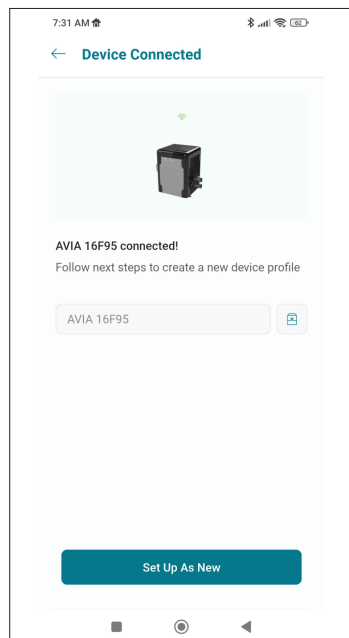 7:31 AM
62
Device Connected
AVIA 16F95 connected!
Follow next steps to create a new device profile
AVIA 16F95
Set Up As New